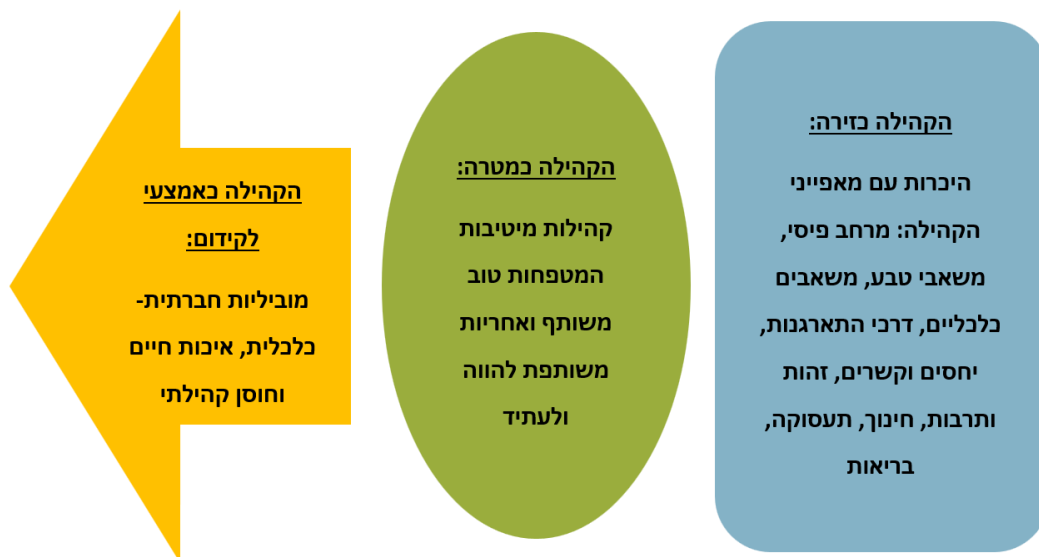 הקהילה כזירה:
היכרות עם מאפייני
הקהילה: מרחב פיסי,
משאבי טבע, משאבים
כלכליים, דרכי התארגנות,
יחסים וקשרים, זהות
ותרבות, חינוך, תעסוקה,
בריאות
הקהילה כמטרה:
קהילות מיטיבות
המטפחות טוב
משותף ואחריות
משותפת להווה
ולעתיד
הקהילה כאמצעי
לקידום:
מוביליות חברתית-
כלכלית, איכות חיים
וחוסן קהילתי